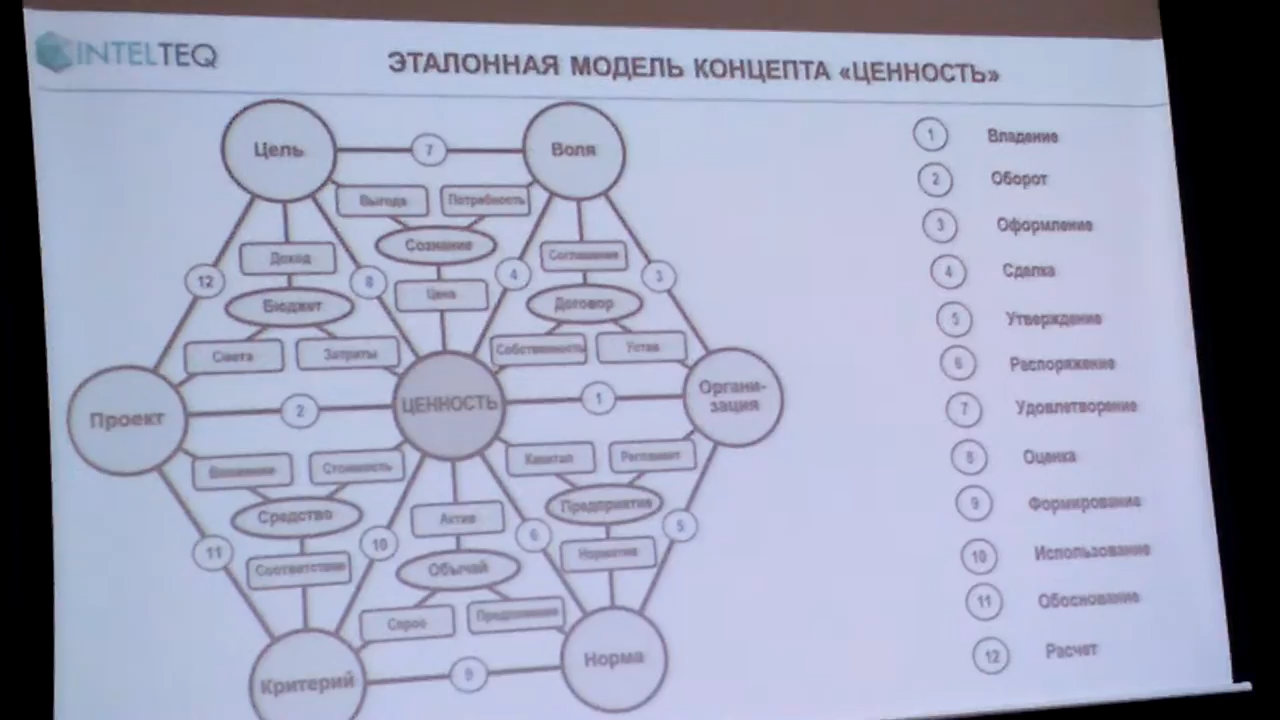 INTELTEQ
ЭТАЛОННАЯ МОДЕЛЬ КОНЦЕПТА «ЦЕННОСТЬ»
Цель
7
Воля
Выгода
Потребность
Сознание
Доход
Соглашение
12
8
4
3
Цена
Бюджет
Договор
Смета
Затраты
Собственность
Устав
Проект
2
ЦЕННОСТЬ
1
Органи-
зация
Стоимость
Капитал
Регламент
Средство
Актив
Предприятие
11
10
6
5
Соответствие
Обычай
Норматив
Спрос
Предложение
Критерий
9
Норма
1 Владение
2 Оборот
3 Оформление
4 Сделка
5 Утверждение
6 Распоряжение
7 Удовлетворение
8 Оценка
9 Формирование
10 Использование
11 Обоснование
12 Расчет